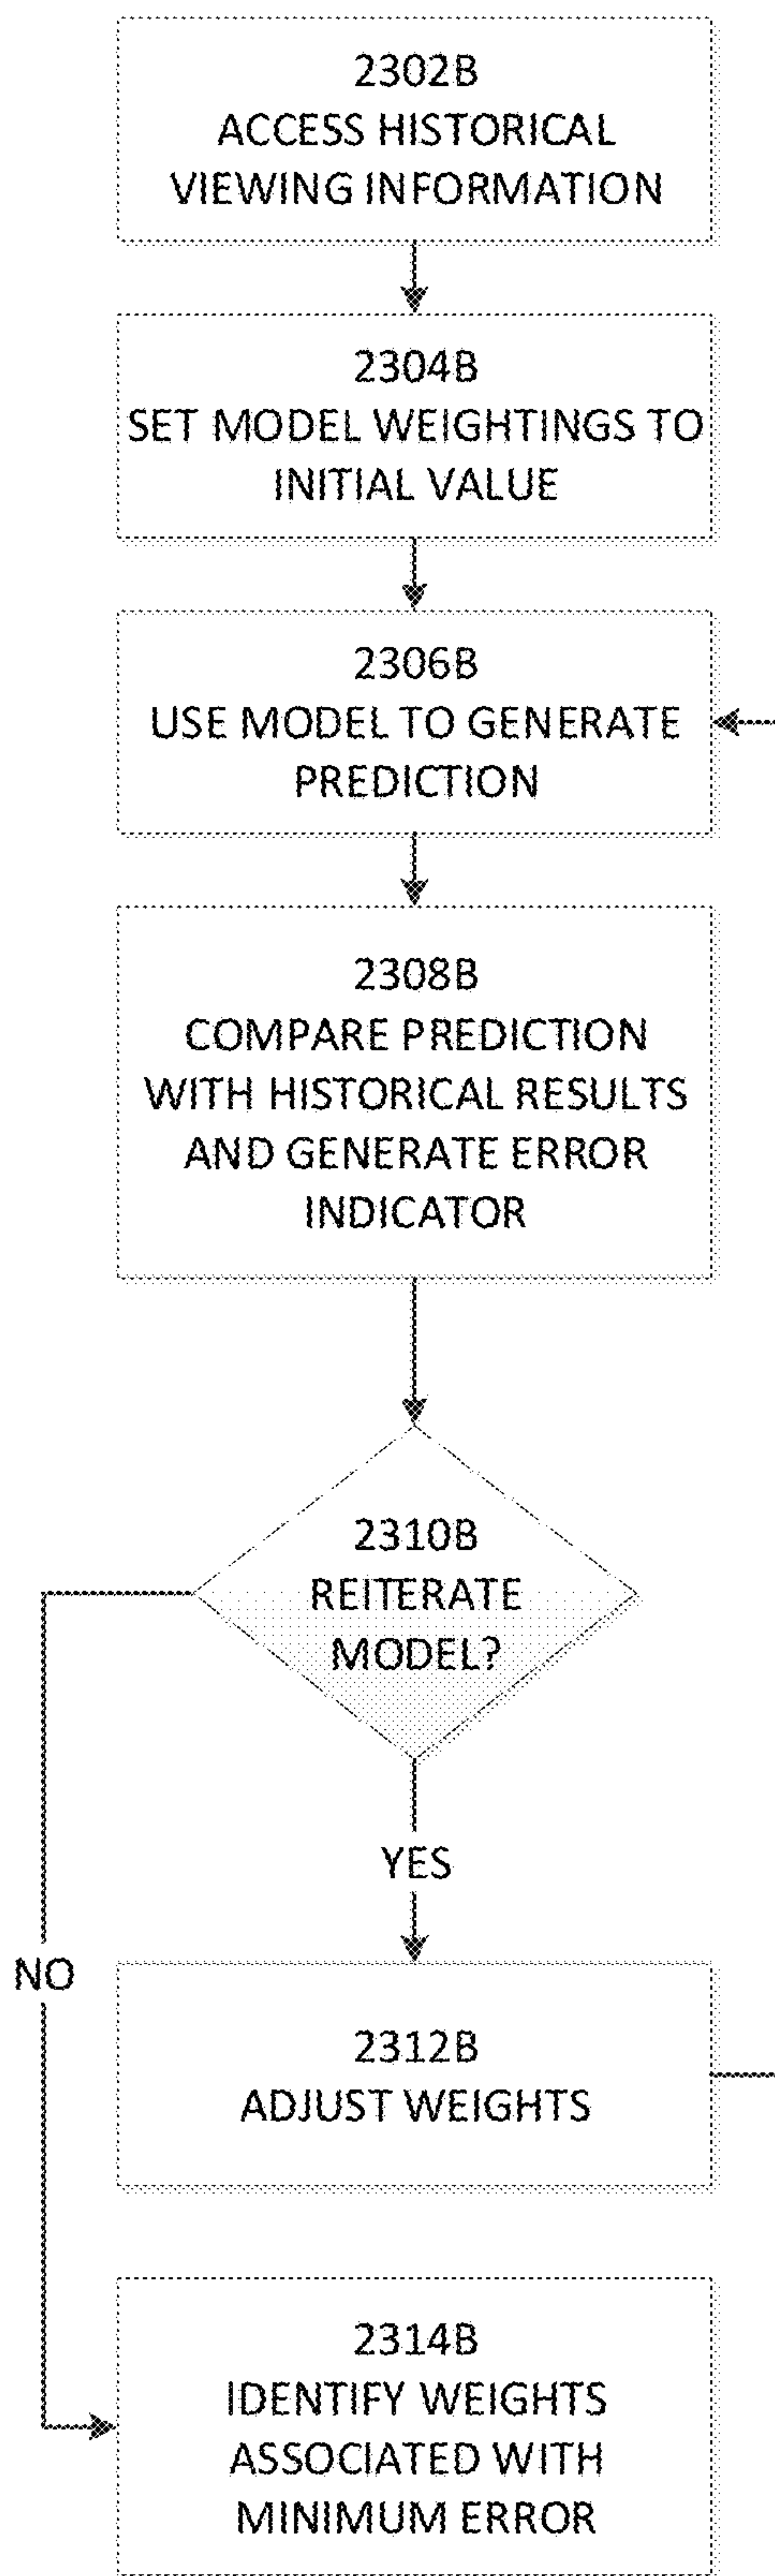 2302B
ACCESS HISTORICAL
VIEWING INFORMATION
2304B
SET MODEL WEIGHTINGS TO
INITIAL VALUE
2306B
USE MODEL TO GENERATE
PREDICTION
2308B
COMPARE PREDICTION
WITH HISTORICAL RESULTS
AND GENERATE ERROR
INDICATOR
2310B
REITERATE
MODEL?
YES
NO
2312B
ADJUST WEIGHTS
2314B
IDENTIFY WEIGHTS
ASSOCIATED WITH
MINIMUM ERROR